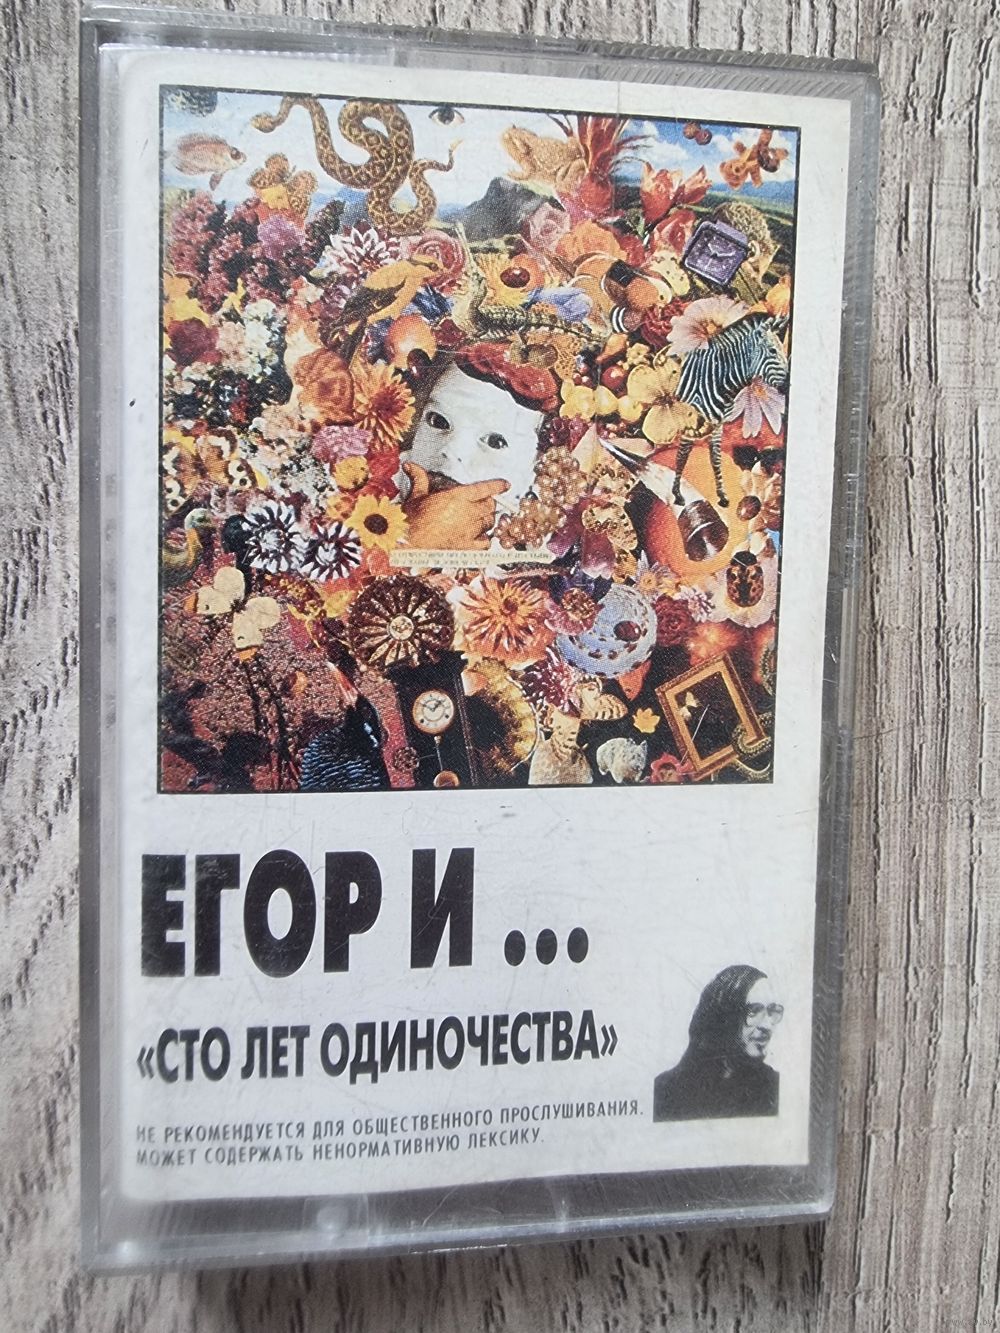 ЕГОР И ...
«СТО ЛЕТ ОДИНОЧЕСТВА»
НЕ РЕКОМЕНДУЕТСЯ ДЛЯ ОБЩЕСТВЕННОГО ПРОСЛУШИВАНИЯ.
МОЖЕТ СОДЕРЖАТЬ НЕНОРМАТИВНУЮ ЛЕКСИКУ.